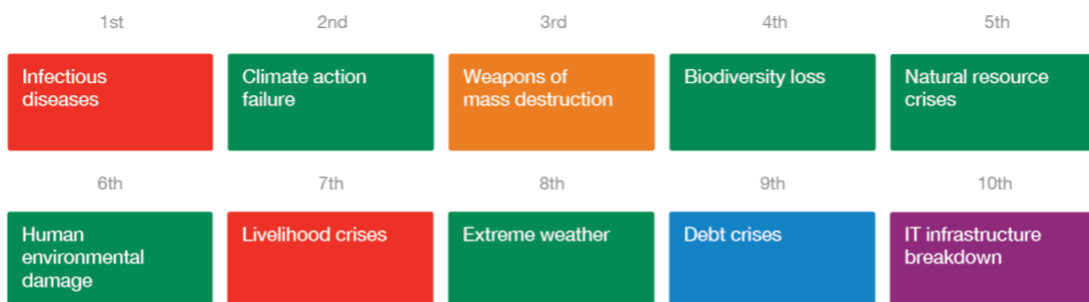 1st
2nd
3rd
4th
5th
Infectious
diseases
Climate action
failure
Weapons of
mass destruction
Biodiversity loss
Natural resource
crises
6th
7th
8th
9th
10th
Human
environmental
damage
Livelihood crises
Extreme weather
Debt crises
IT infrastructure
breakdown